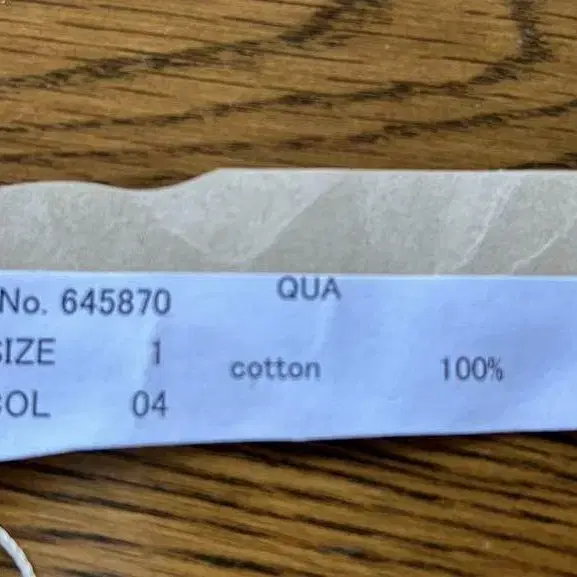 No. 645870 QUA
SIZE 1
cotton 100%
COL 04